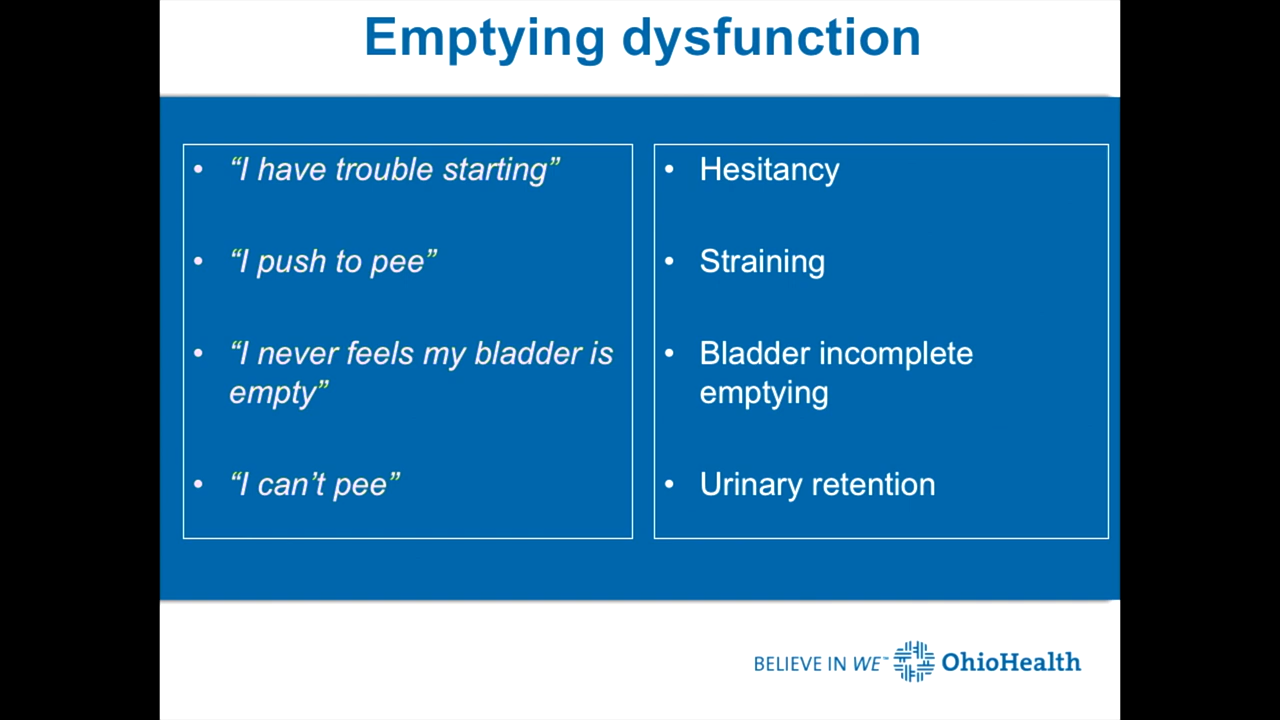 Emptying dysfunction
• “I have trouble starting”
• “I push to pee”
• “I never feels my bladder is
empty”
• “I can’t pee”
• Hesitancy
• Straining
• Bladder incomplete
emptying
• Urinary retention
BELIEVE IN WE™ OhioHealth